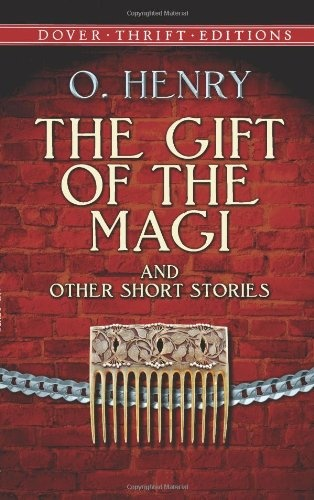 DOVER · THRIFT · EDITIONS
O. HENRY
THE GIFT
OF THE
MAGI
AND
OTHER SHORT STORIES